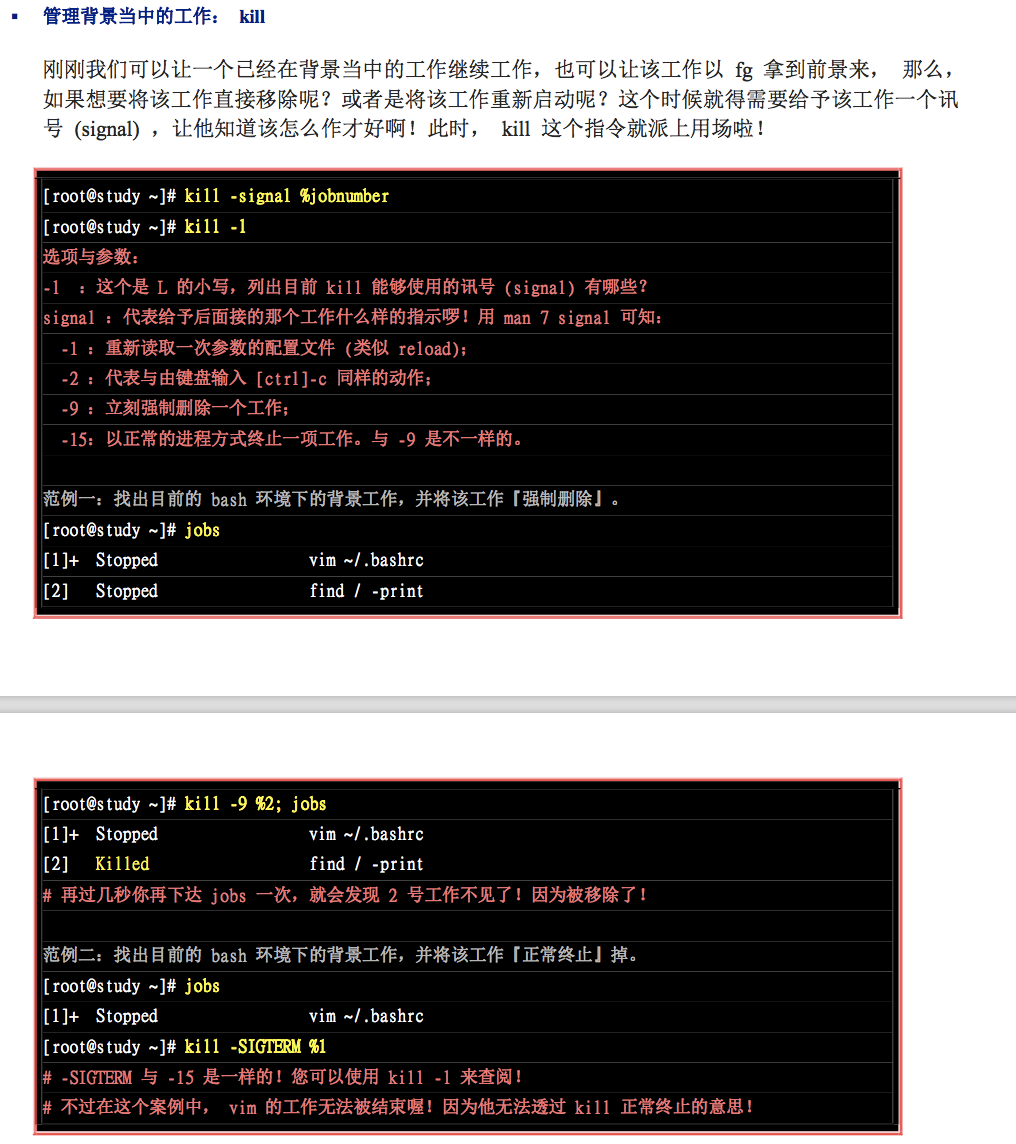 ▪ 管理背景当中的工作： kill
刚刚我们可以让一个已经在背景当中的工作继续工作，也可以让该工作以 fg 拿到前景来， 那么，
如果想要将该工作直接移除呢？或者是将该工作重新启动呢？这个时候就得需要给予该工作一个讯
号 (signal) ，让他知道该怎么作才好啊！此时， kill 这个指令就派上用场啦！
[root@study ~]# kill -signal %jobnumber
[root@study ~]# kill -l
选项与参数：
-l ：这个是 L 的小写，列出目前 kill 能够使用的讯号 (signal) 有哪些？
signal ：代表给予后面接的那个工作什么样的指示啰！用 man 7 signal 可知：
-1 ：重新读取一次参数的配置文件 (类似 reload)；
-2 ：代表与由键盘输入 [ctrl]-c 同样的动作；
-9 ：立刻强制删除一个工作；
-15：以正常的进程方式终止一项工作。与 -9 是不一样的。
范例一：找出目前的 bash 环境下的背景工作，并将该工作『强制删除』。
[root@study ~]# jobs
[1]+ Stopped vim ~/.bashrc
[2] Stopped find / -print
[root@study ~]# kill -9 %2; jobs
[1]+ Stopped vim ~/.bashrc
[2] Killed find / -print
# 再过几秒你再下达 jobs 一次，就会发现 2 号工作不见了！因为被移除了！
范例二：找出目前的 bash 环境下的背景工作，并将该工作『正常终止』掉。
[root@study ~]# jobs
[1]+ Stopped vim ~/.bashrc
[root@study ~]# kill -SIGTERM %1
# -SIGTERM 与 -15 是一样的！您可以使用 kill -l 来查阅！
# 不过在这个案例中， vim 的工作无法被结束喔！因为他无法透过 kill 正常终止的意思！